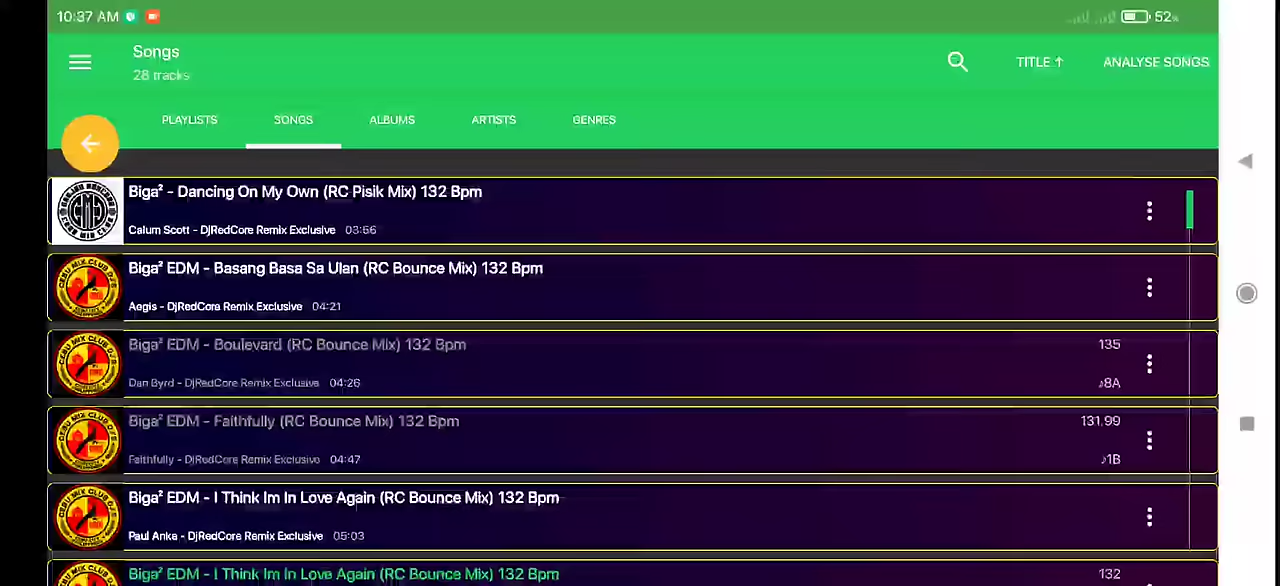 10:37 AM
52%
Songs
28 tracks
TITLE ↑
ANALYSE SONGS
PLAYLISTS
SONGS
ALBUMS
ARTISTS
GENRES
Biga² - Dancing On My Own (RC Pisik Mix) 132 Bpm
Calum Scott - DjRedCore Remix Exclusive 03:56
Biga² EDM - Basang Basa Sa Ulan (RC Bounce Mix) 132 Bpm
Aegis - DjRedCore Remix Exclusive 04:21
Biga² EDM - Boulevard (RC Bounce Mix) 132 Bpm
135
Dan Byrd - DjRedCore Remix Exclusive 04:26
♪8A
Biga² EDM - Faithfully (RC Bounce Mix) 132 Bpm
131.99
Faithfully - DjRedCore Remix Exclusive 04:47
♪1B
Biga² EDM - I Think Im In Love Again (RC Bounce Mix) 132 Bpm
Paul Anka - DjRedCore Remix Exclusive 05:03
Biga² EDM - I Think Im In Love Again (RC Bounce Mix) 132 Bpm
132